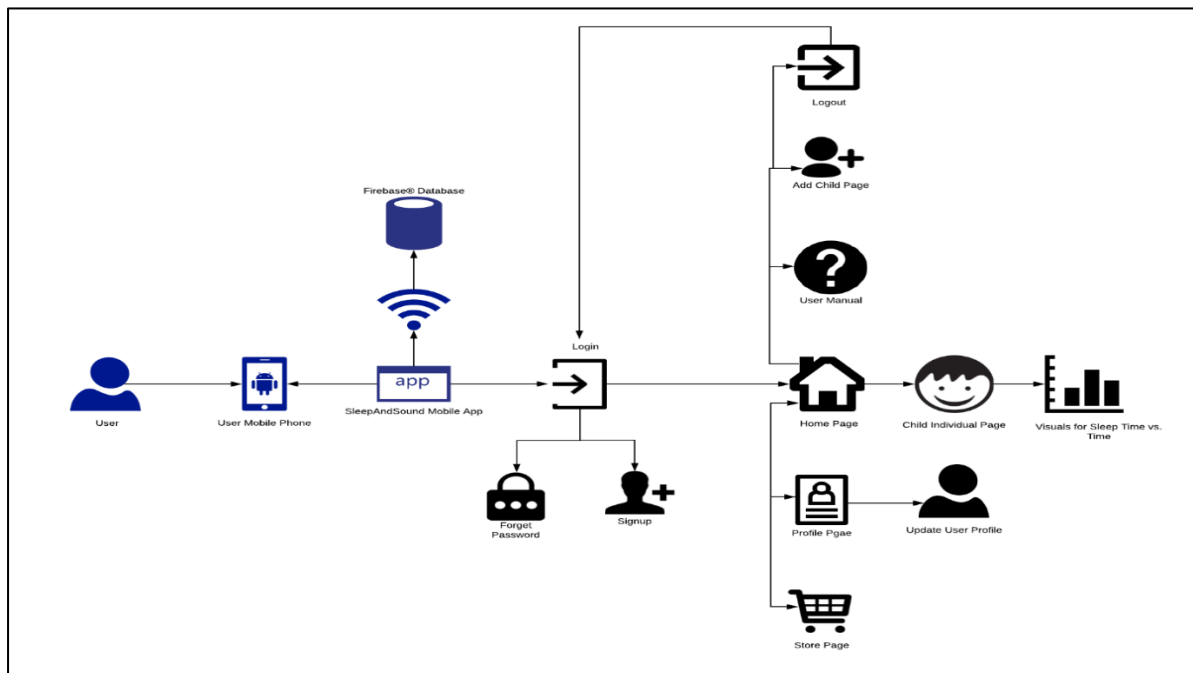 Logout
Add Child Page
Firebase® Database
User Manual
Login
app
User
User Mobile Phone
SleepAndSound Mobile App
Home Page
Child Individual Page
Visuals for Sleep Time vs.
Time
Forget
Password
Signup
Profile Pgae
Update User Profile
Store Page